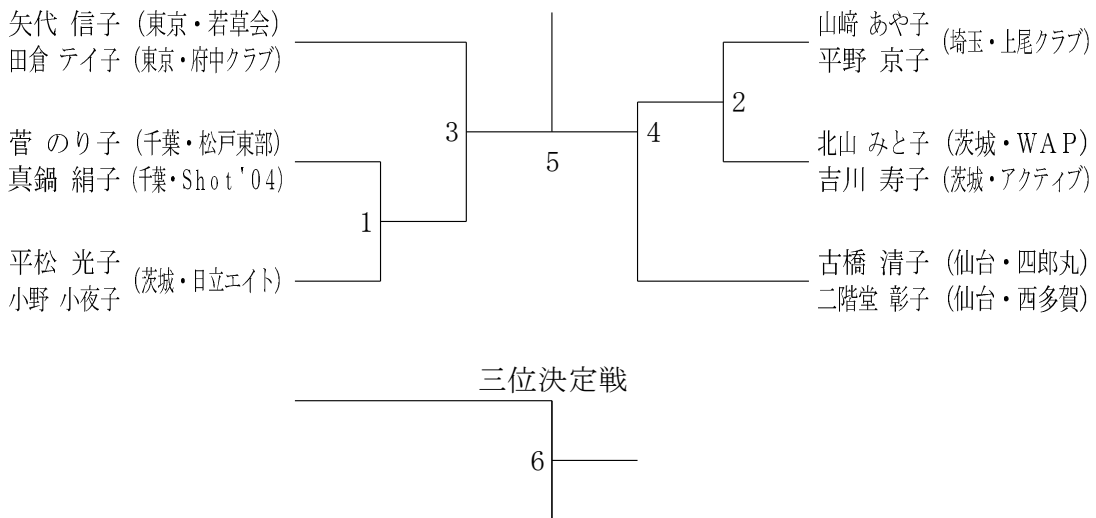 矢代 信子 (東京・若草会)
田倉 テイ子 (東京・府中クラブ)
菅 のり子 (千葉・松戸東部)
真鍋 絹子 (千葉・Shot'04)
平松 光子
小野 小夜子
(茨城・日立エイト)
1
3
5
4
2
山﨑 あや子
平野 京子
(埼玉・上尾クラブ)
北山 みと子 (茨城・ＷＡＰ)
吉川 寿子 (茨城・アクティブ)
古橋 清子 (仙台・四郎丸)
二階堂 彰子 (仙台・西多賀)
三位決定戦
6